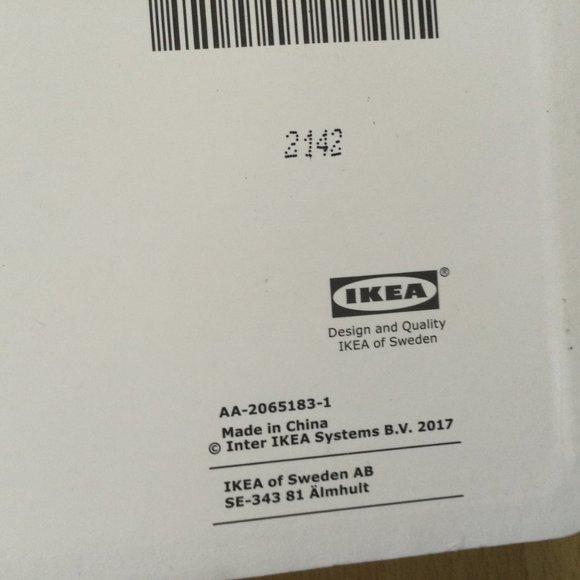 2142
IKEA®
Design and Quality
IKEA of Sweden
AA-2065183-1
Made in China
© Inter IKEA Systems B.V. 2017
IKEA of Sweden AB
SE-343 81 Älmhult